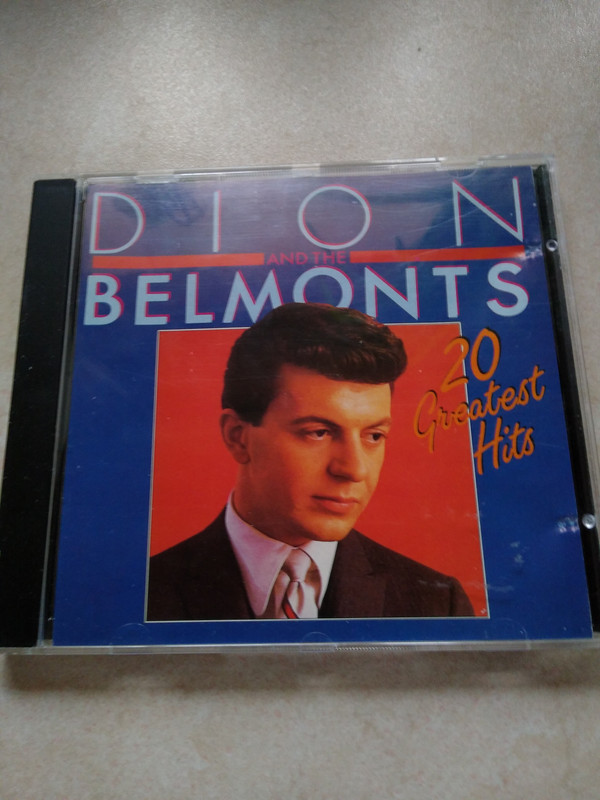 DION
AND THE
BELMONTS
20
Greatest
Hits